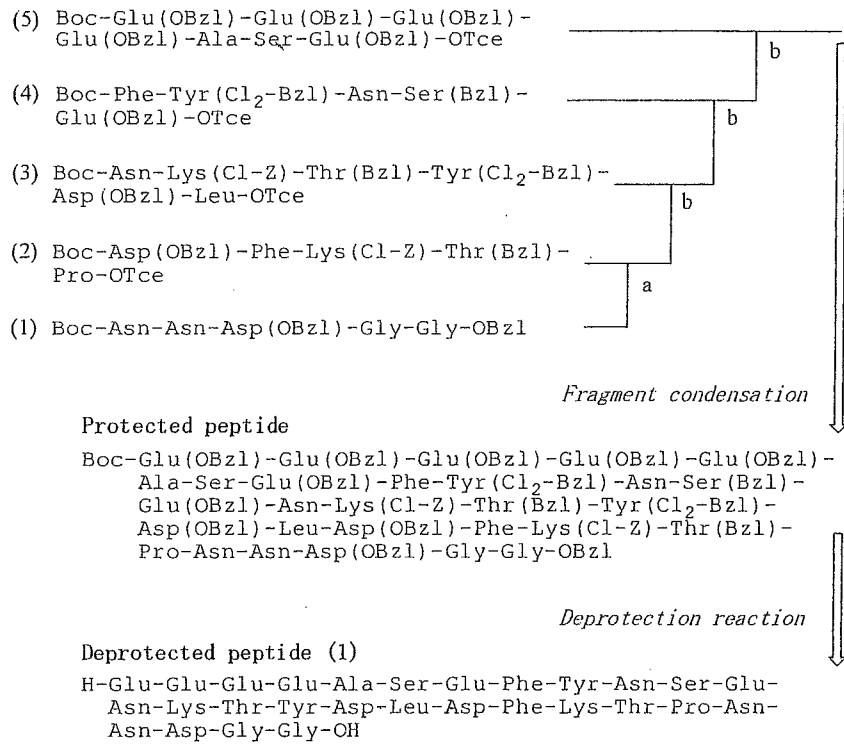 (5) Boc-Glu(OBzl)-Glu(OBzl)-Glu(OBzl)-
Glu(OBzl)-Ala-Ser-Glu(OBzl)-OTce
b
(4) Boc-Phe-Tyr(Cl2-Bzl)-Asn-Ser(Bzl)-
Glu(OBzl)-OTce
b
(3) Boc-Asn-Lys(Cl-Z)-Thr(Bzl)-Tyr(Cl2-Bzl)-
Asp(OBzl)-Leu-OTce
b
(2) Boc-Asp(OBzl)-Phe-Lys(Cl-Z)-Thr(Bzl)-
Pro-OTce
a
(1) Boc-Asn-Asn-Asp(OBzl)-Gly-Gly-OBzl
Fragment condensation
Protected peptide
Boc-Glu(OBzl)-Glu(OBzl)-Glu(OBzl)-Glu(OBzl)-Glu(OBzl)-
Ala-Ser-Glu(OBzl)-Phe-Tyr(Cl2-Bzl)-Asn-Ser(Bzl)-
Glu(OBzl)-Asn-Lys(Cl-Z)-Thr(Bzl)-Tyr(Cl2-Bzl)-
Asp(OBzl)-Leu-Asp(OBzl)-Phe-Lys(Cl-Z)-Thr(Bzl)-
Pro-Asn-Asn-Asp(OBzl)-Gly-Gly-OBzl
Deprotection reaction
Deprotected peptide (1)
H-Glu-Glu-Glu-Glu-Ala-Ser-Glu-Phe-Tyr-Asn-Ser-Glu-
Asn-Lys-Thr-Tyr-Asp-Leu-Asp-Phe-Lys-Thr-Pro-Asn-
Asn-Asp-Gly-Gly-OH